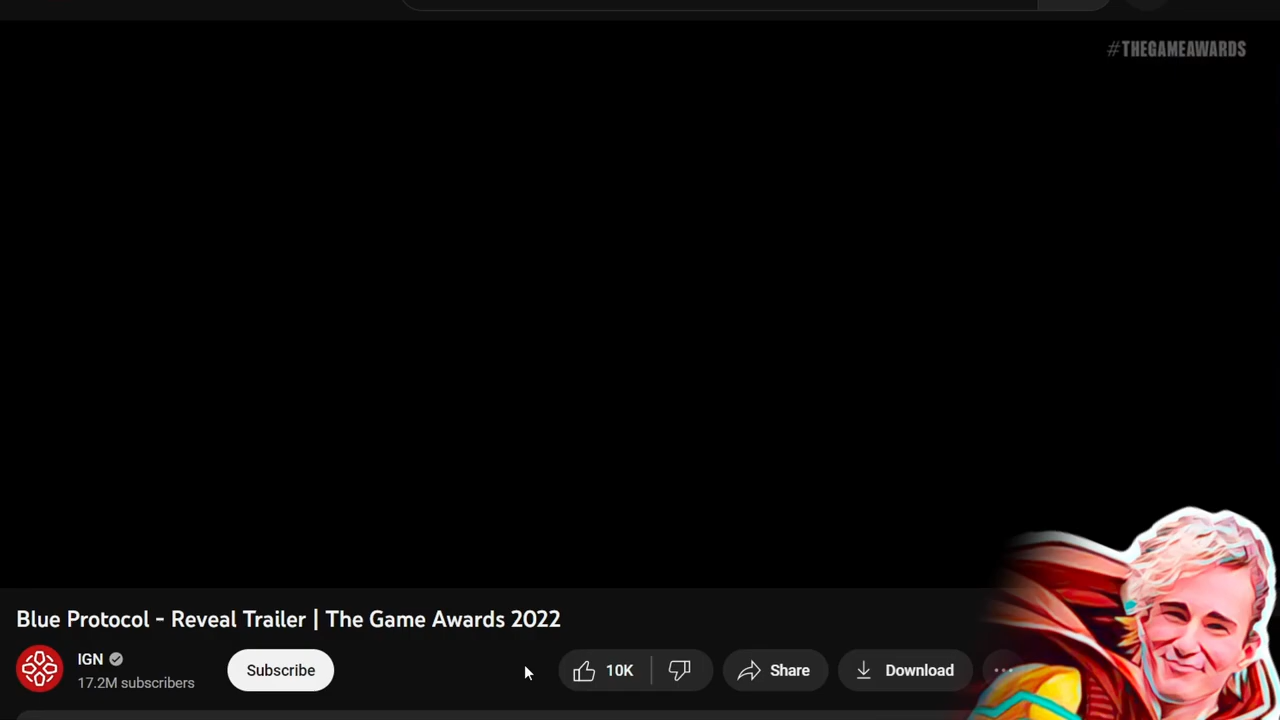 #THEGAMEAWARDS
Blue Protocol - Reveal Trailer | The Game Awards 2022
IGN
17.2M subscribers
Subscribe
10K
Share
Download